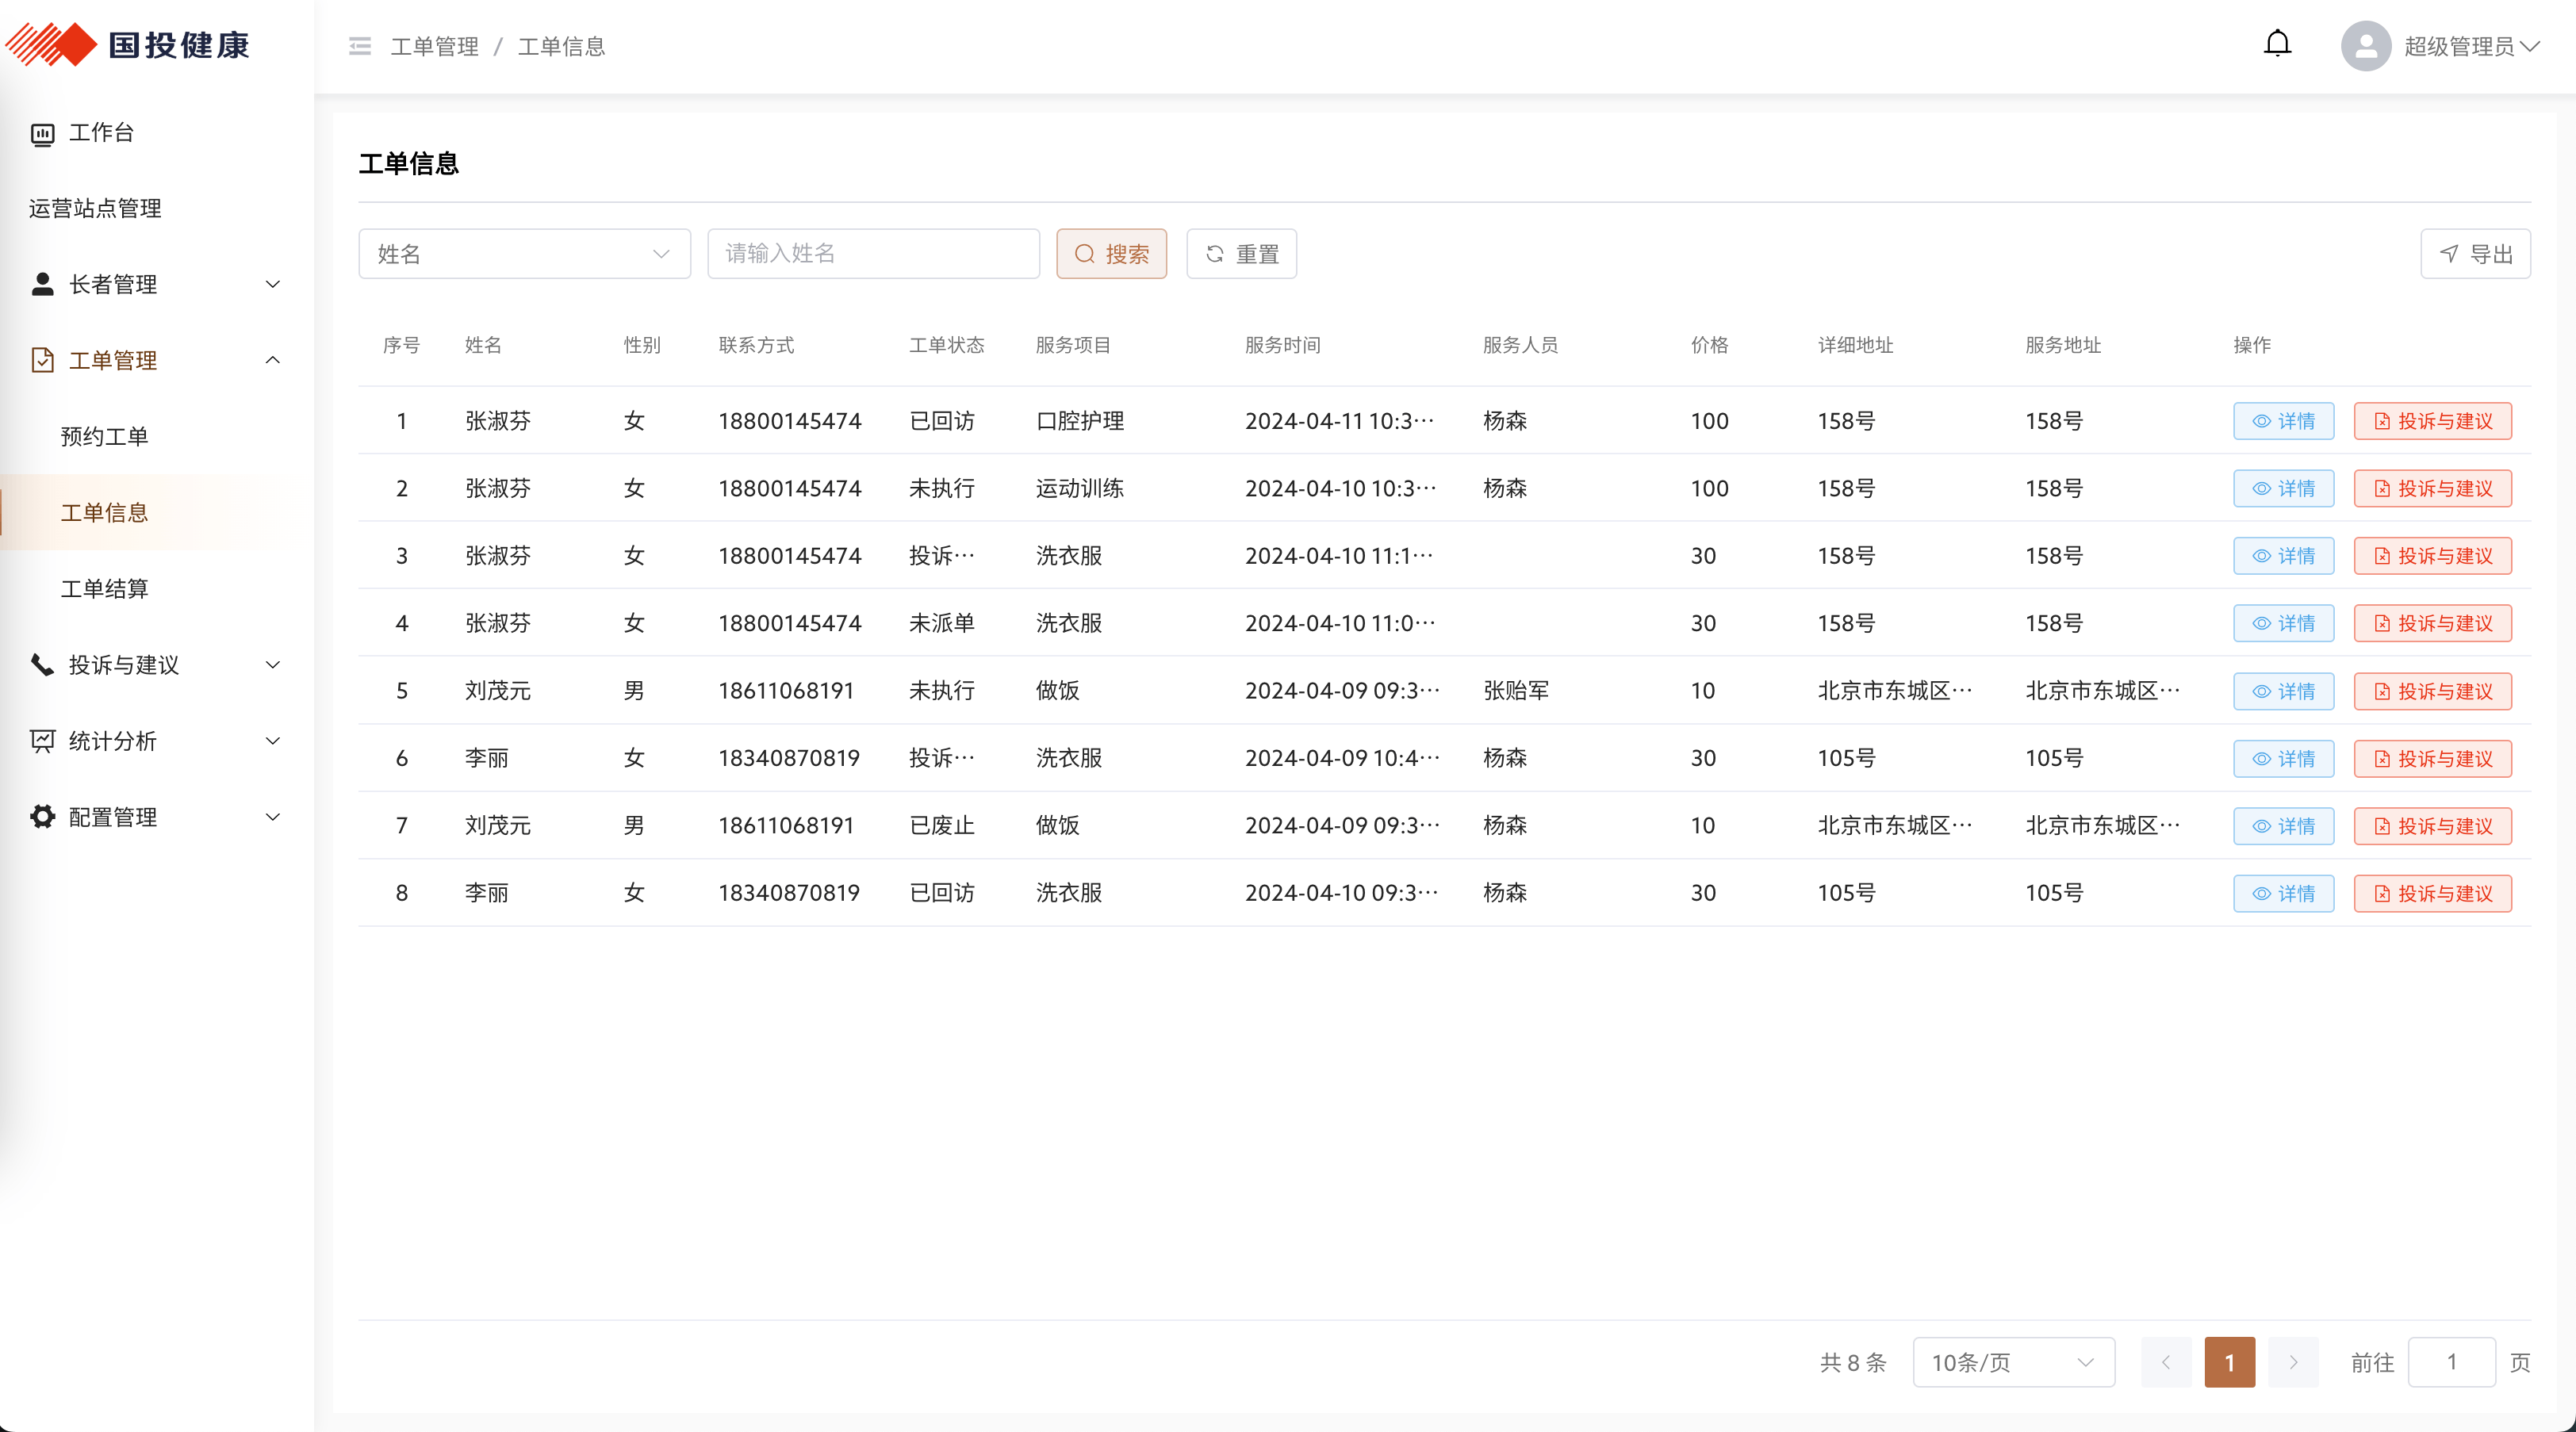 国投健康
工单管理 / 工单信息
超级管理员
工作台
运营站点管理
长者管理
工单管理
预约工单
工单信息
工单结算
投诉与建议
统计分析
配置管理
工单信息
姓名 请输入姓名 搜索 重置 导出
序号 姓名 性别 联系方式 工单状态 服务项目 服务时间 服务人员 价格 详细地址 服务地址 操作
1 张淑芬 女 18800145474 已回访 口腔护理 2024-04-11 10:3… 杨森 100 158号 158号 详情 投诉与建议
2 张淑芬 女 18800145474 未执行 运动训练 2024-04-10 10:3… 杨森 100 158号 158号 详情 投诉与建议
3 张淑芬 女 18800145474 投诉… 洗衣服 2024-04-10 11:1… 30 158号 158号 详情 投诉与建议
4 张淑芬 女 18800145474 未派单 洗衣服 2024-04-10 11:0… 30 158号 158号 详情 投诉与建议
5 刘茂元 男 18611068191 未执行 做饭 2024-04-09 09:3… 张贻军 10 北京市东城区… 北京市东城区… 详情 投诉与建议
6 李丽 女 18340870819 投诉… 洗衣服 2024-04-09 10:4… 杨森 30 105号 105号 详情 投诉与建议
7 刘茂元 男 18611068191 已废止 做饭 2024-04-09 09:3… 杨森 10 北京市东城区… 北京市东城区… 详情 投诉与建议
8 李丽 女 18340870819 已回访 洗衣服 2024-04-10 09:3… 杨森 30 105号 105号 详情 投诉与建议
共 8 条 10条/页 1 前往 1 页